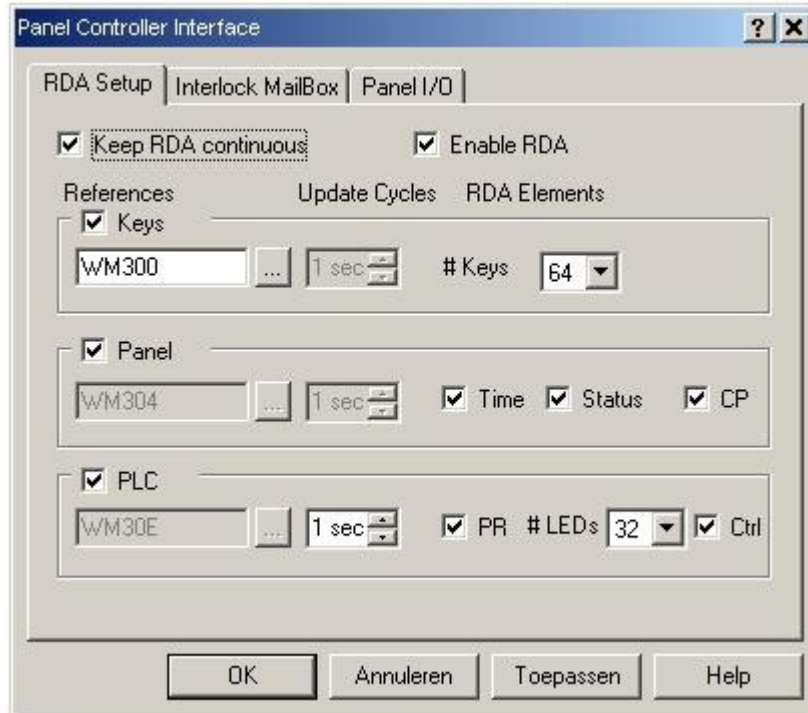 Panel Controller Interface
RDA Setup Interlock MailBox Panel I/O
Keep RDA continuous Enable RDA
References Update Cycles RDA Elements
Keys
WM300 ... 1 sec # Keys 64
Panel
WM304 ... 1 sec Time Status CP
PLC
WM30E ... 1 sec PR # LEDs 32 Ctrl
OK Annuleren Toepassen Help